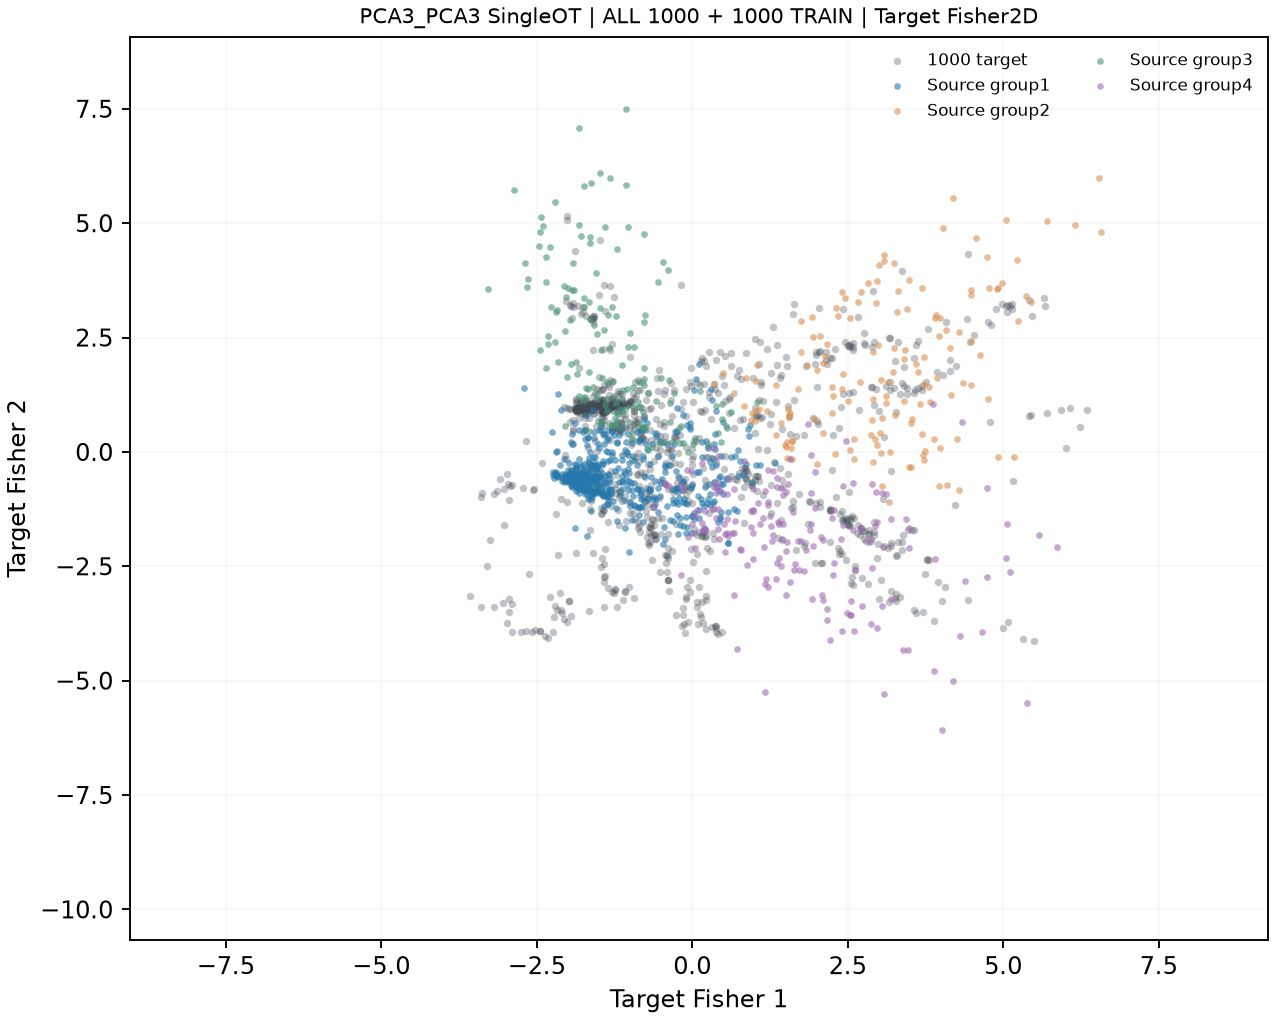 PCA3_PCA3 SingleOT | ALL 1000 + 1000 TRAIN | Target Fisher2D
1000 target
Source group1
Source group2
Source group3
Source group4
7.5
5.0
2.5
0.0
−2.5
−5.0
−7.5
−10.0
Target Fisher 2
−7.5 −5.0 −2.5 0.0 2.5 5.0 7.5
Target Fisher 1